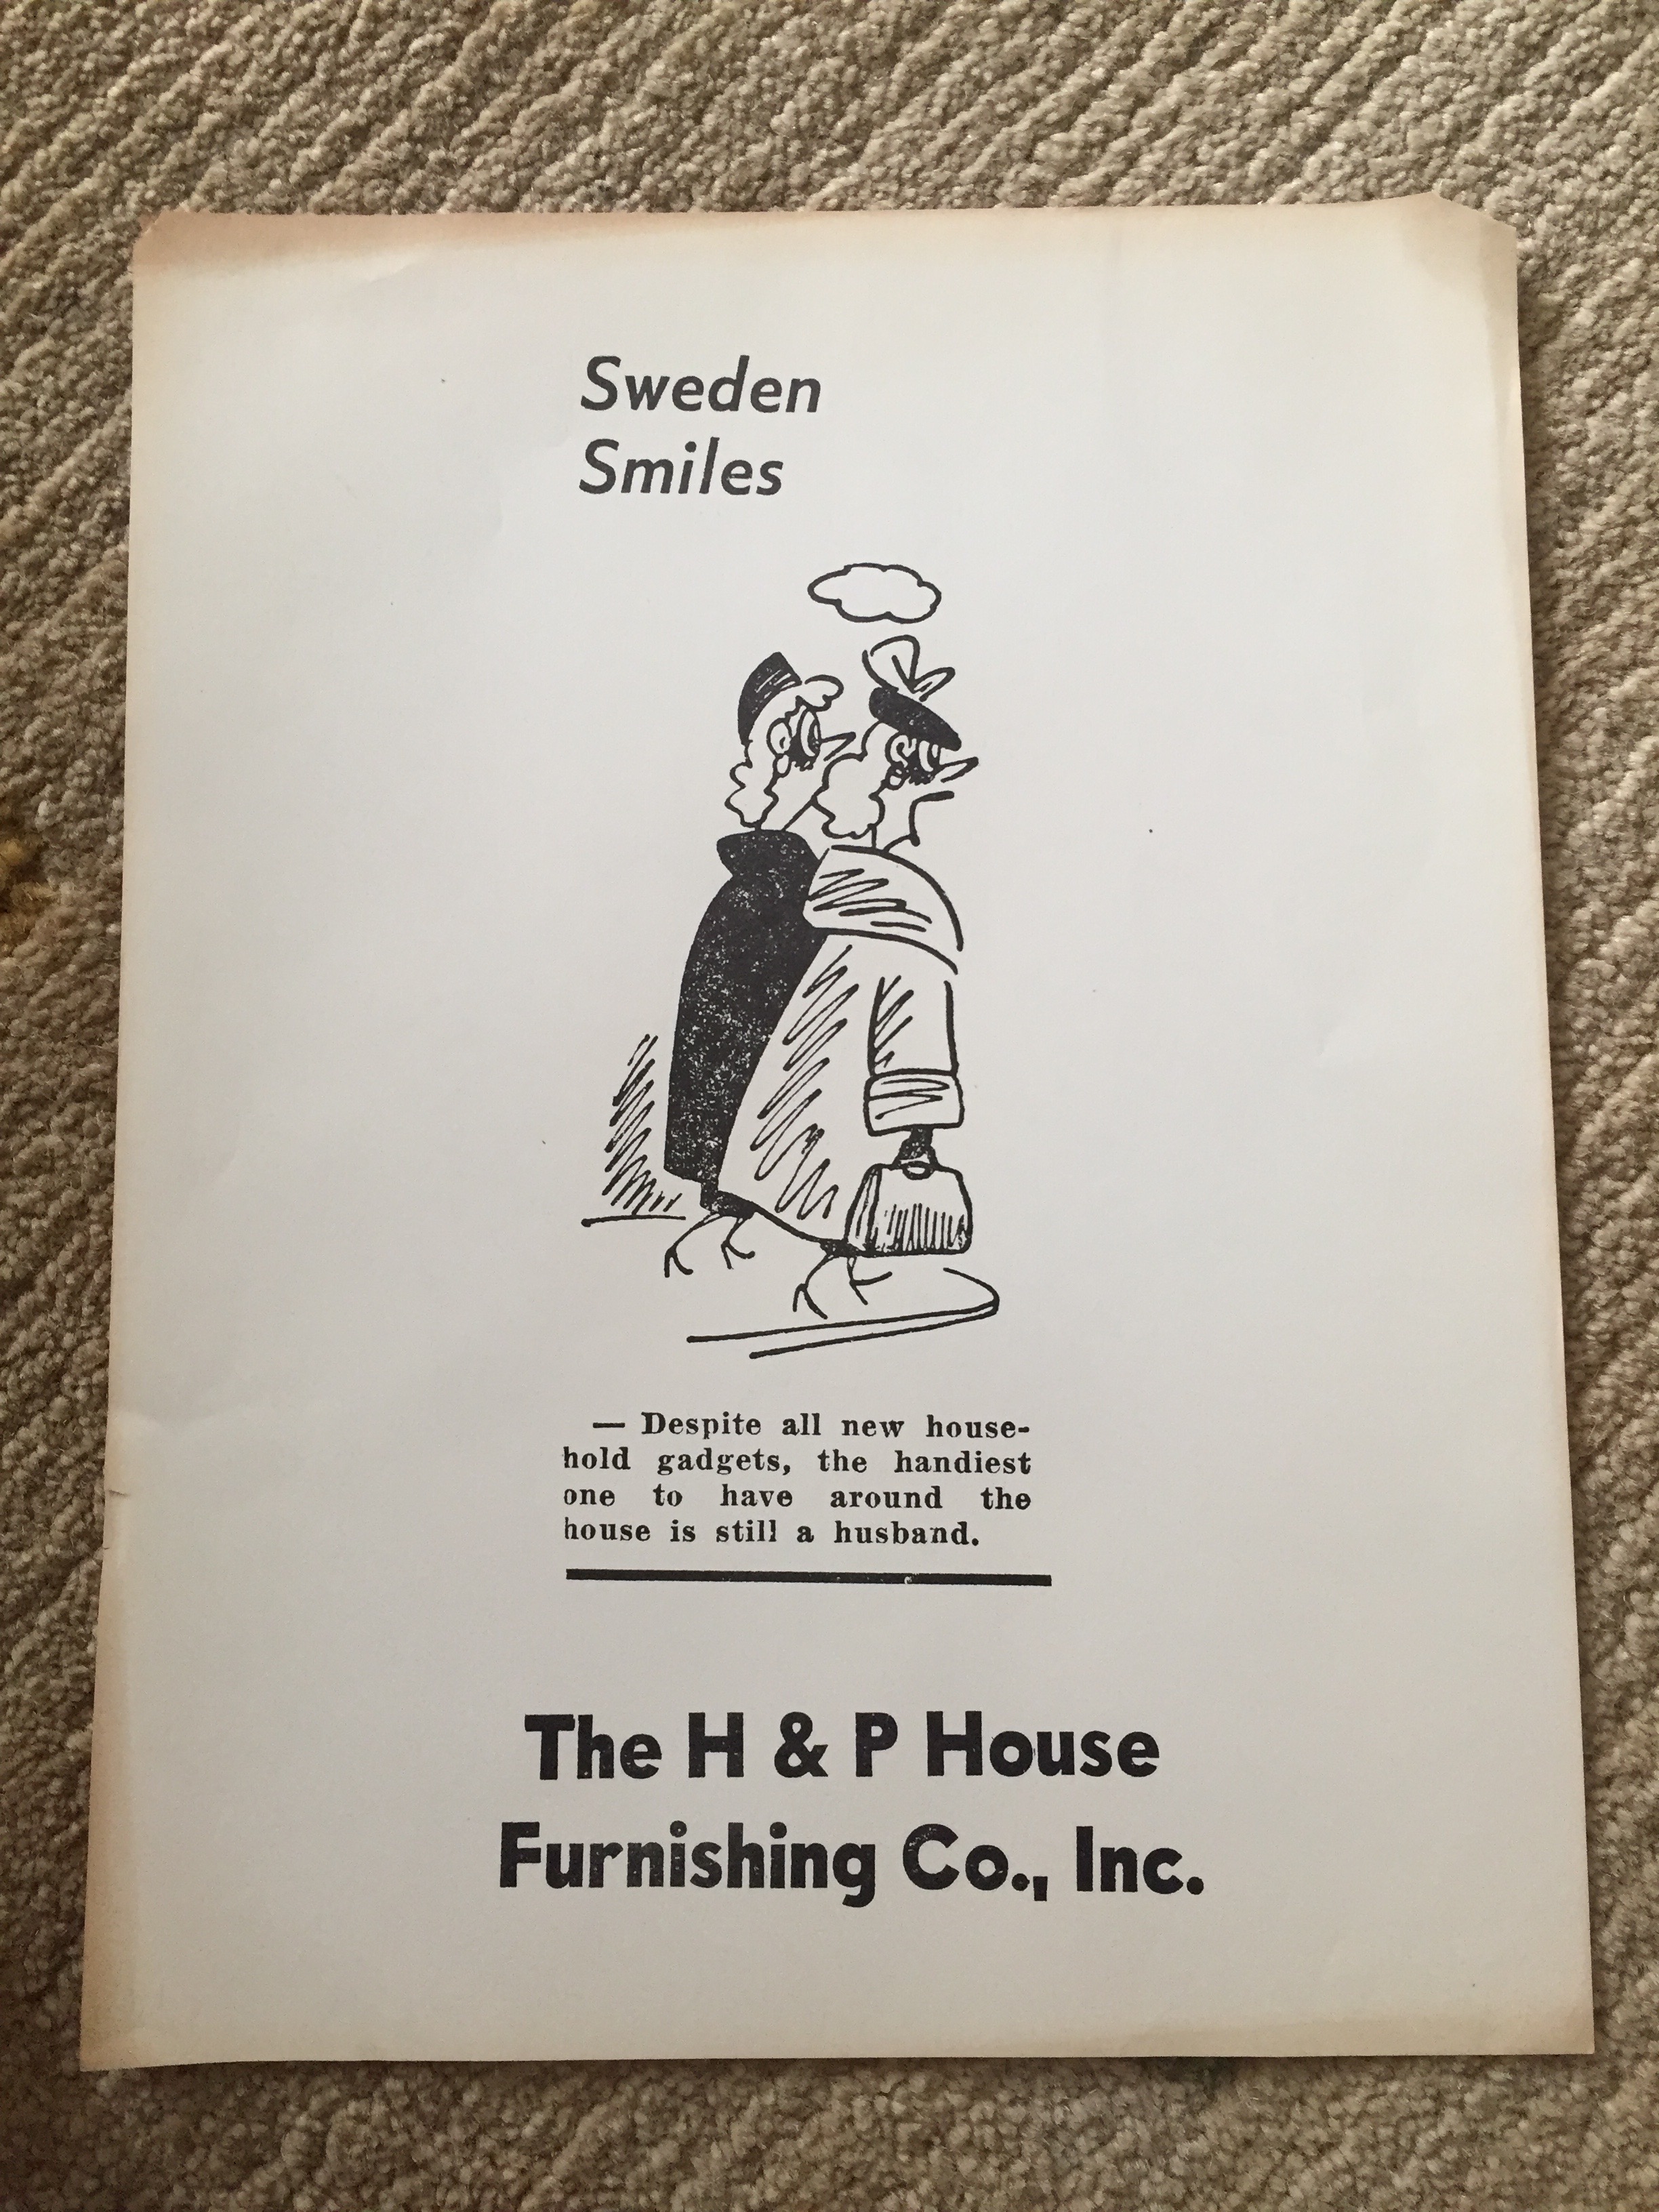 Sweden
Smiles
— Despite all new house-
hold gadgets, the handiest
one to have around the
house is still a husband.
The H & P House
Furnishing Co., Inc.